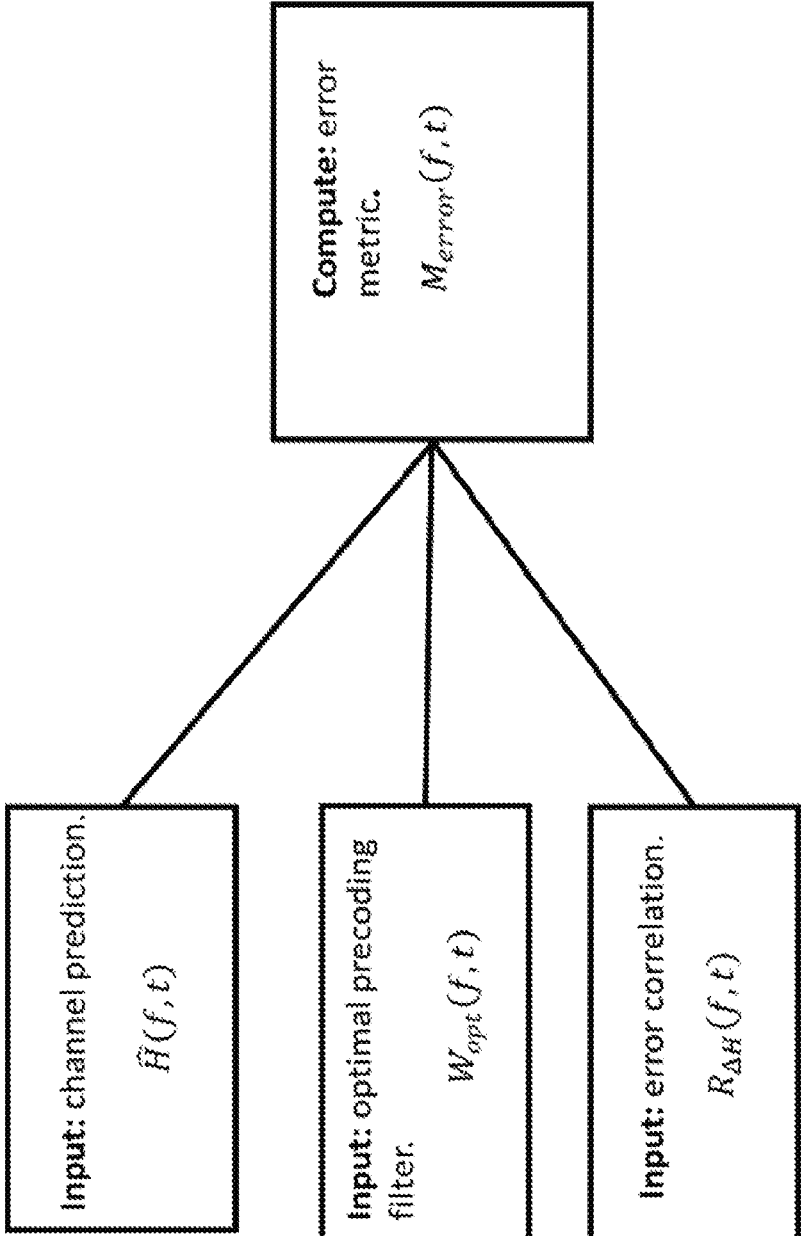 Input: channel prediction.
Ĥ(f,t)
Input: optimal precoding
filter.
W_opt(f,t)
Input: error correlation.
R_ΔH(f,t)
Compute: error
metric.
M_error(f,t)